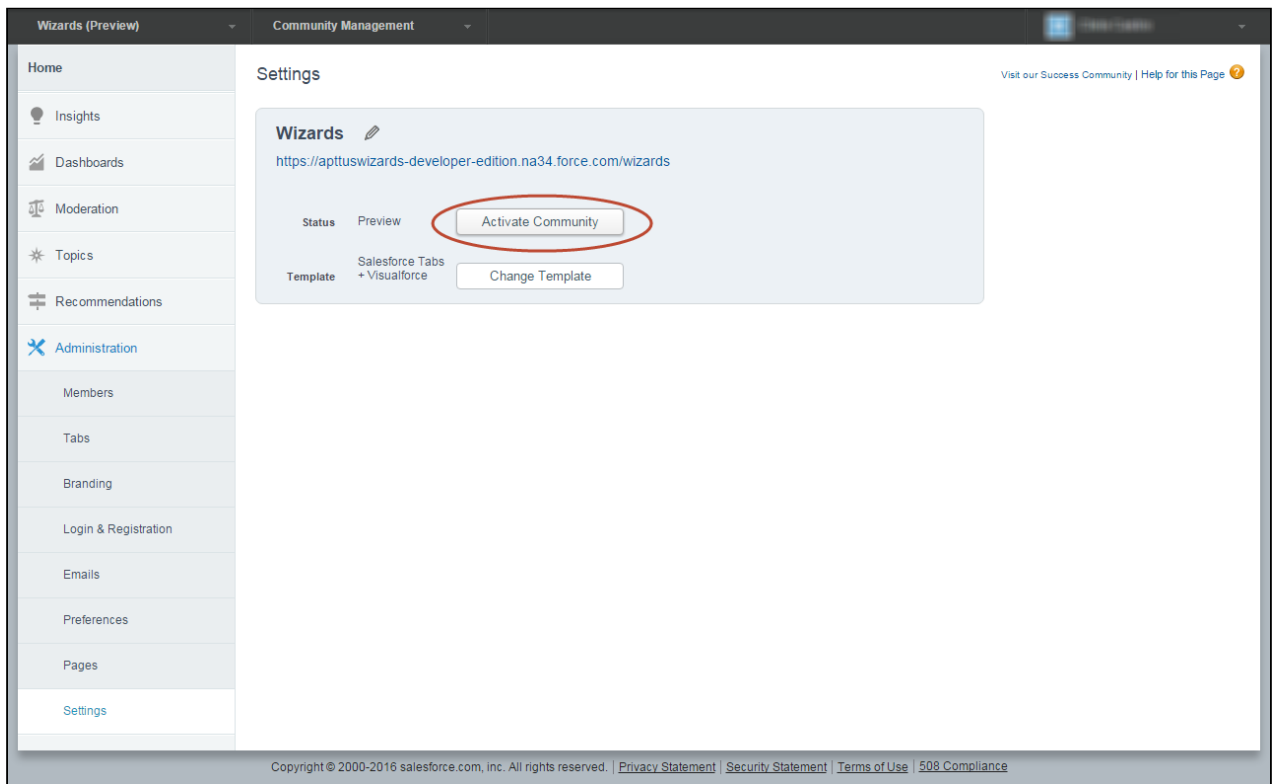 Wizards (Preview)
Community Management
Home
Insights
Dashboards
Moderation
Topics
Recommendations
Administration
Members
Tabs
Branding
Login & Registration
Emails
Preferences
Pages
Settings
Settings
Visit our Success Community | Help for this Page ?
Wizards
https://apttuswizards-developer-edition.na34.force.com/wizards
Status Preview Activate Community
Salesforce Tabs
Template + Visualforce Change Template
Copyright © 2000-2016 salesforce.com, inc. All rights reserved. | Privacy Statement | Security Statement | Terms of Use | 508 Compliance